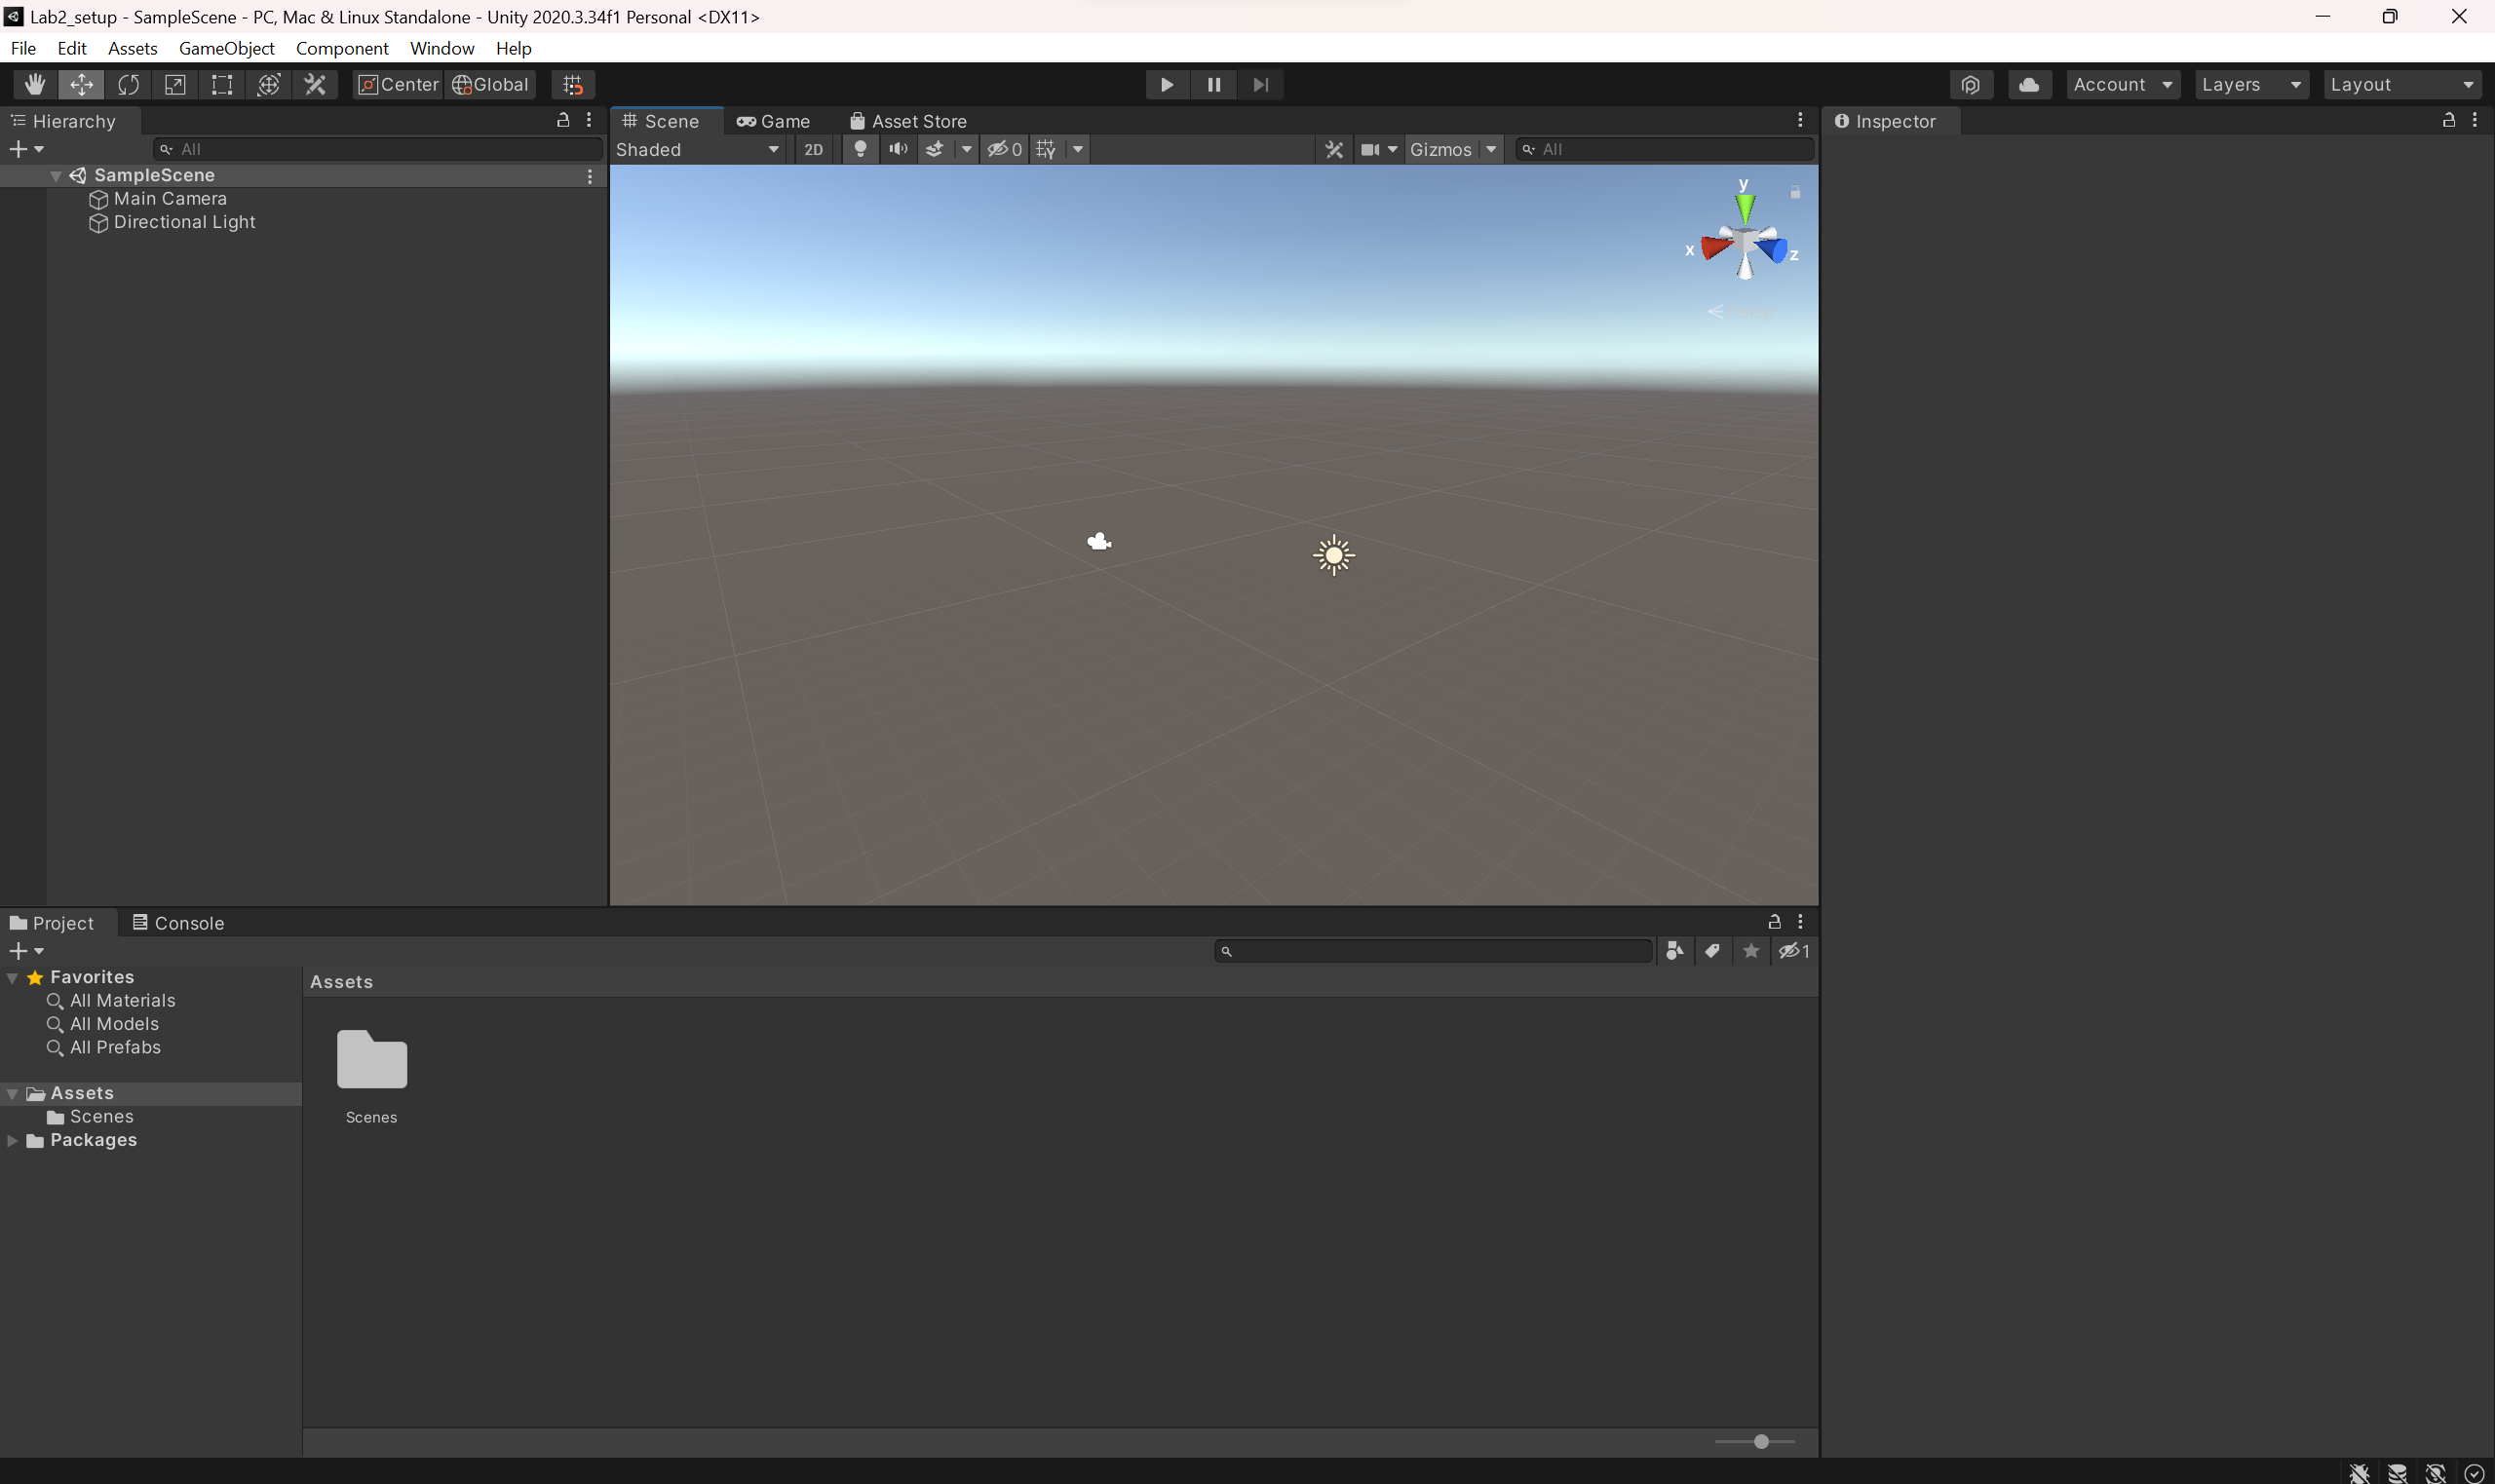 Lab2_setup - SampleScene - PC, Mac & Linux Standalone - Unity 2020.3.34f1 Personal <DX11>
File Edit Assets GameObject Component Window Help
Center Global Account Layers Layout
Hierarchy
All
SampleScene
Main Camera
Directional Light
Scene Game Asset Store
Shaded 2D 0 Gizmos All
y
x
z
Persp
Inspector
Project Console
1
Favorites
All Materials
All Models
All Prefabs
Assets
Scenes
Packages
Assets
Scenes